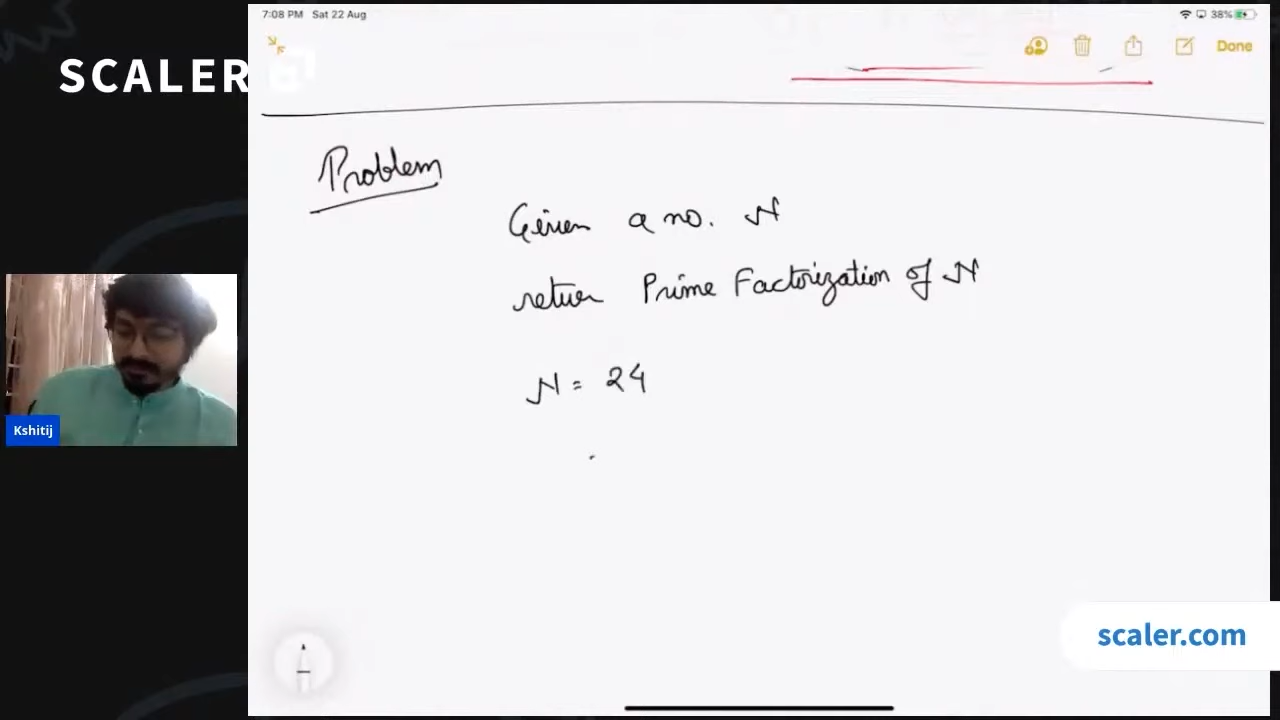 7:08 PM Sat 22 Aug
38%
SCALER
Done
Problem
Given a no. N
return Prime Factorization of N
N = 24
Kshitij
scaler.com